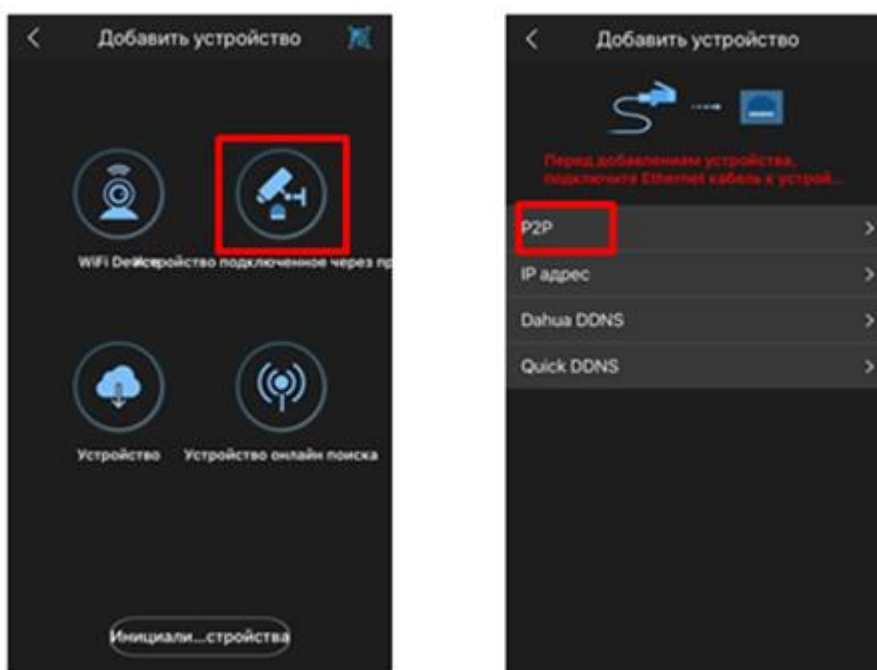 Добавить устройство
WiFi Device
Устройство подключенное через пр
Устройство
Устройство онлайн поиска
Инициали...стройства
Добавить устройство
Перед добавлением устройства,
подключите Ethernet кабель к устрой...
P2P
IP адрес
Dahua DDNS
Quick DDNS